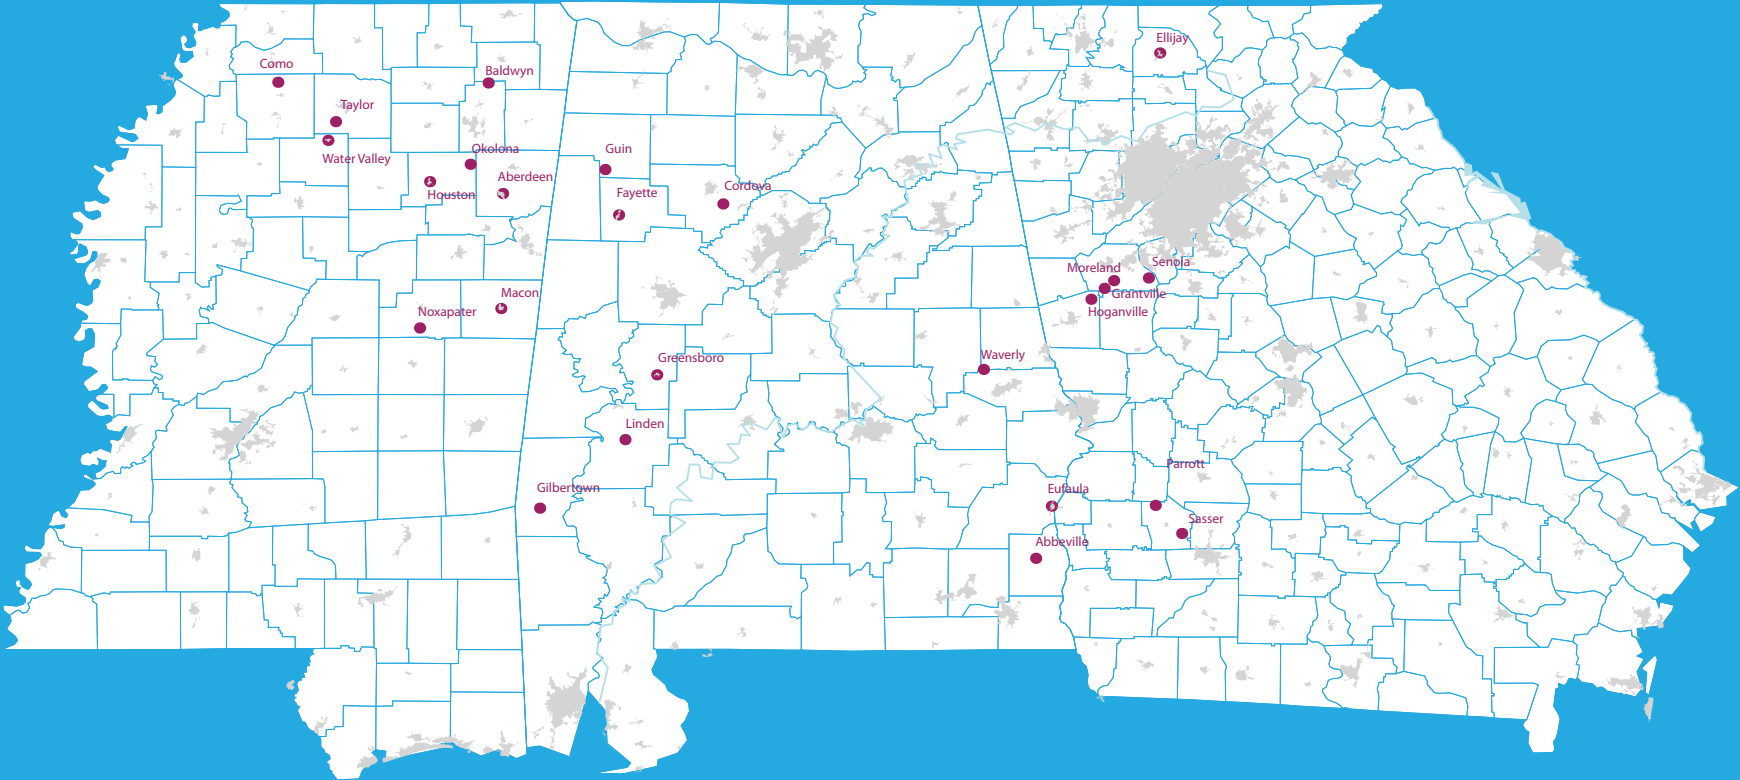 Ellijay
Como
Baldwyn
Taylor
Water Valley
Okolona
Guin
Houston
Aberdeen
Fayette
Cordova
Moreland
Senoia
Grantville
Hoganville
Macon
Noxapater
Greensboro
Waverly
Linden
Parrott
Gilbertown
Eufaula
Sasser
Abbeville